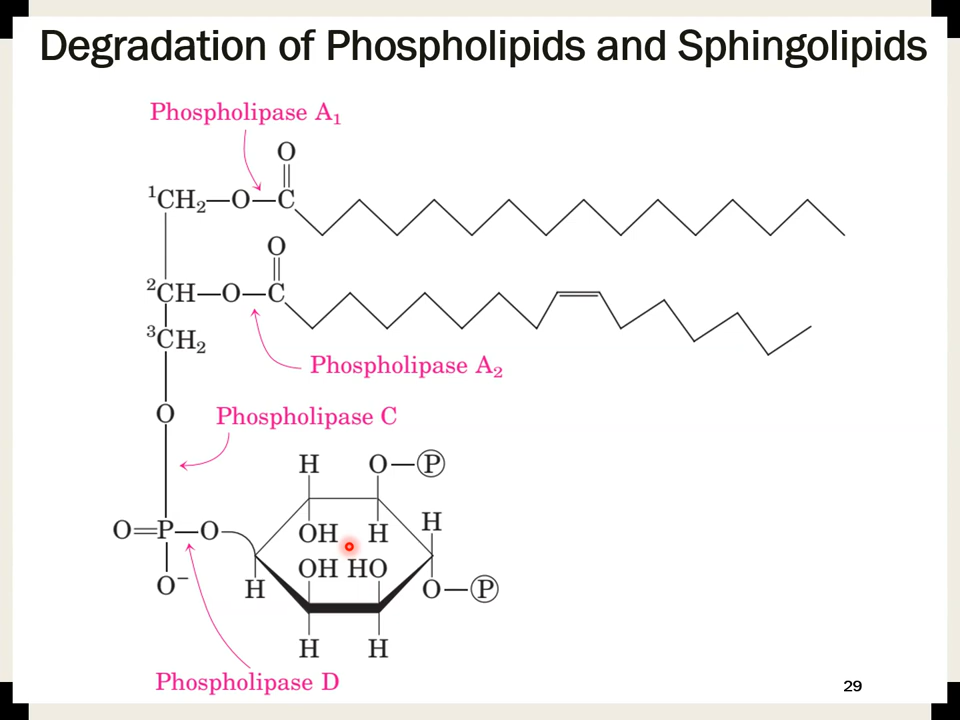 Degradation of Phospholipids and Sphingolipids
Phospholipase A₁
O
¹CH₂—O—C
O
²CH—O—C
³CH₂
Phospholipase A₂
O
Phospholipase C
H O—Ⓟ
O=P—O
OH H H
OH HO
O⁻ H O—Ⓟ
H H
Phospholipase D
29